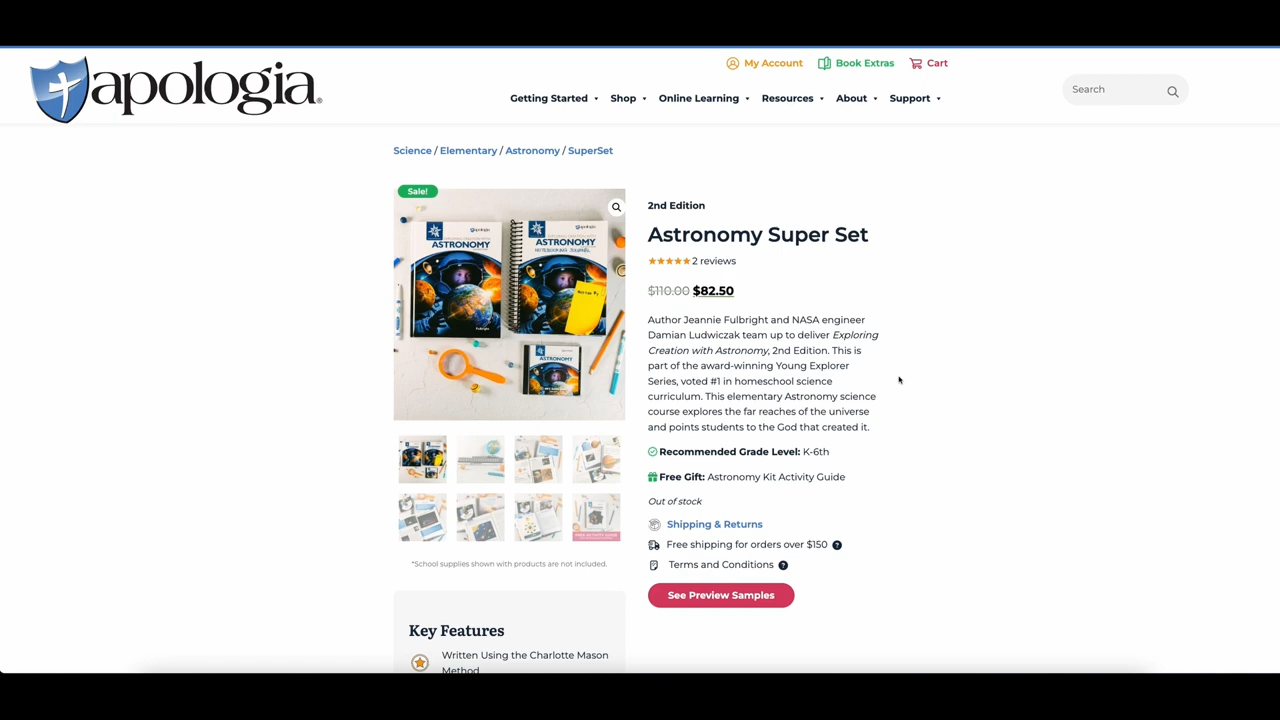 apologia®
My Account
Book Extras
Cart
Getting Started
Shop
Online Learning
Resources
About
Support
Search
Science / Elementary / Astronomy / SuperSet
Sale!
apologia
ASTRONOMY
Fulbright
apologia
ASTRONOMY
NOTEBOOKING JOURNAL
ASTRONOMY
2nd Edition
Astronomy Super Set
2 reviews
$110.00 $82.50
Author Jeannie Fulbright and NASA engineer
Damian Ludwiczak team up to deliver Exploring
Creation with Astronomy, 2nd Edition. This is
part of the award-winning Young Explorer
Series, voted #1 in homeschool science
curriculum. This elementary Astronomy science
course explores the far reaches of the universe
and points students to the God that created it.
Recommended Grade Level: K-6th
Free Gift: Astronomy Kit Activity Guide
Out of stock
Shipping & Returns
Free shipping for orders over $150 ?
Terms and Conditions ?
See Preview Samples
*School supplies shown with products are not included.
Key Features
Written Using the Charlotte Mason
Method